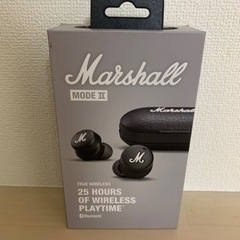 Marshall
MODE II
Marshall
M
M
TRUE WIRELESS
25 HOURS
OF WIRELESS
PLAYTIME*
Bluetooth